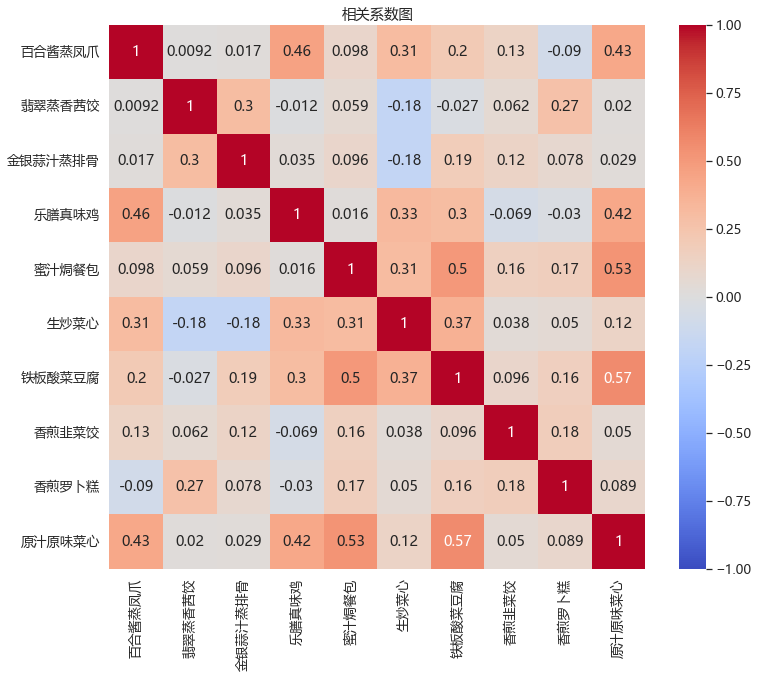 相关系数图
百合酱蒸凤爪 1 0.0092 0.017 0.46 0.098 0.31 0.2 0.13 -0.09 0.43
翡翠蒸香茜饺 0.0092 1 0.3 -0.012 0.059 -0.18 -0.027 0.062 0.27 0.02
金银蒜汁蒸排骨 0.017 0.3 1 0.035 0.096 -0.18 0.19 0.12 0.078 0.029
乐膳真味鸡 0.46 -0.012 0.035 1 0.016 0.33 0.3 -0.069 -0.03 0.42
蜜汁焗餐包 0.098 0.059 0.096 0.016 1 0.31 0.5 0.16 0.17 0.53
生炒菜心 0.31 -0.18 -0.18 0.33 0.31 1 0.37 0.038 0.05 0.12
铁板酸菜豆腐 0.2 -0.027 0.19 0.3 0.5 0.37 1 0.096 0.16 0.57
香煎韭菜饺 0.13 0.062 0.12 -0.069 0.16 0.038 0.096 1 0.18 0.05
香煎罗卜糕 -0.09 0.27 0.078 -0.03 0.17 0.05 0.16 0.18 1 0.089
原汁原味菜心 0.43 0.02 0.029 0.42 0.53 0.12 0.57 0.05 0.089 1
百合酱蒸凤爪
翡翠蒸香茜饺
金银蒜汁蒸排骨
乐膳真味鸡
蜜汁焗餐包
生炒菜心
铁板酸菜豆腐
香煎韭菜饺
香煎罗卜糕
原汁原味菜心
1.00
0.75
0.50
0.25
0.00
−0.25
−0.50
−0.75
−1.00